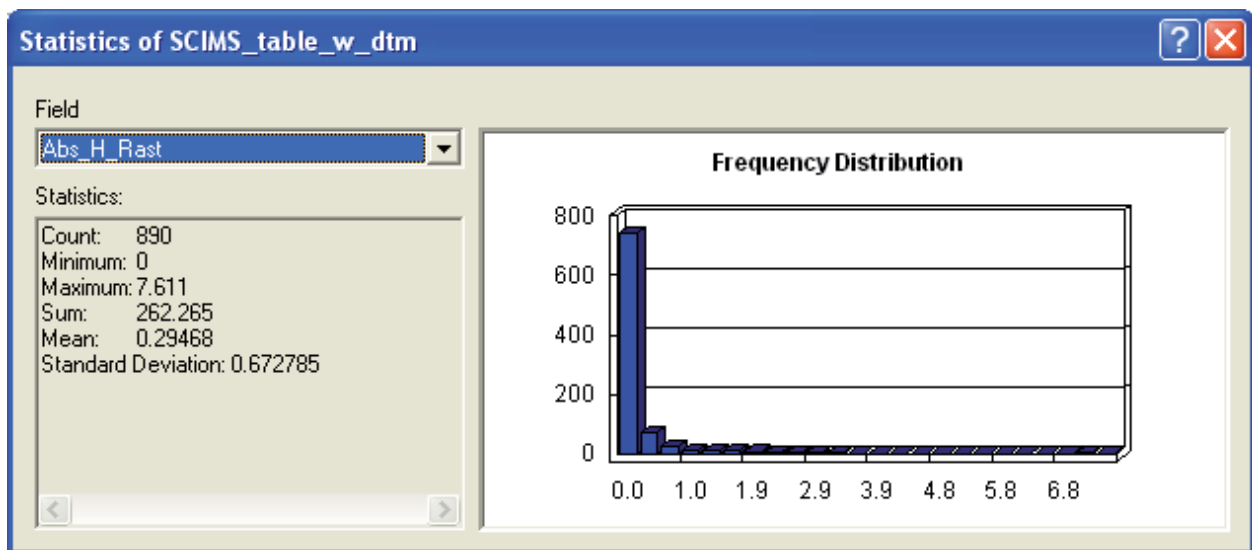 Statistics of SCIMS_table_w_dtm
Field
Abs_H_Rast
Statistics:
Count: 890
Minimum: 0
Maximum: 7.611
Sum: 262.265
Mean: 0.29468
Standard Deviation: 0.672785
Frequency Distribution
800
600
400
200
0
0.0 1.0 1.9 2.9 3.9 4.8 5.8 6.8